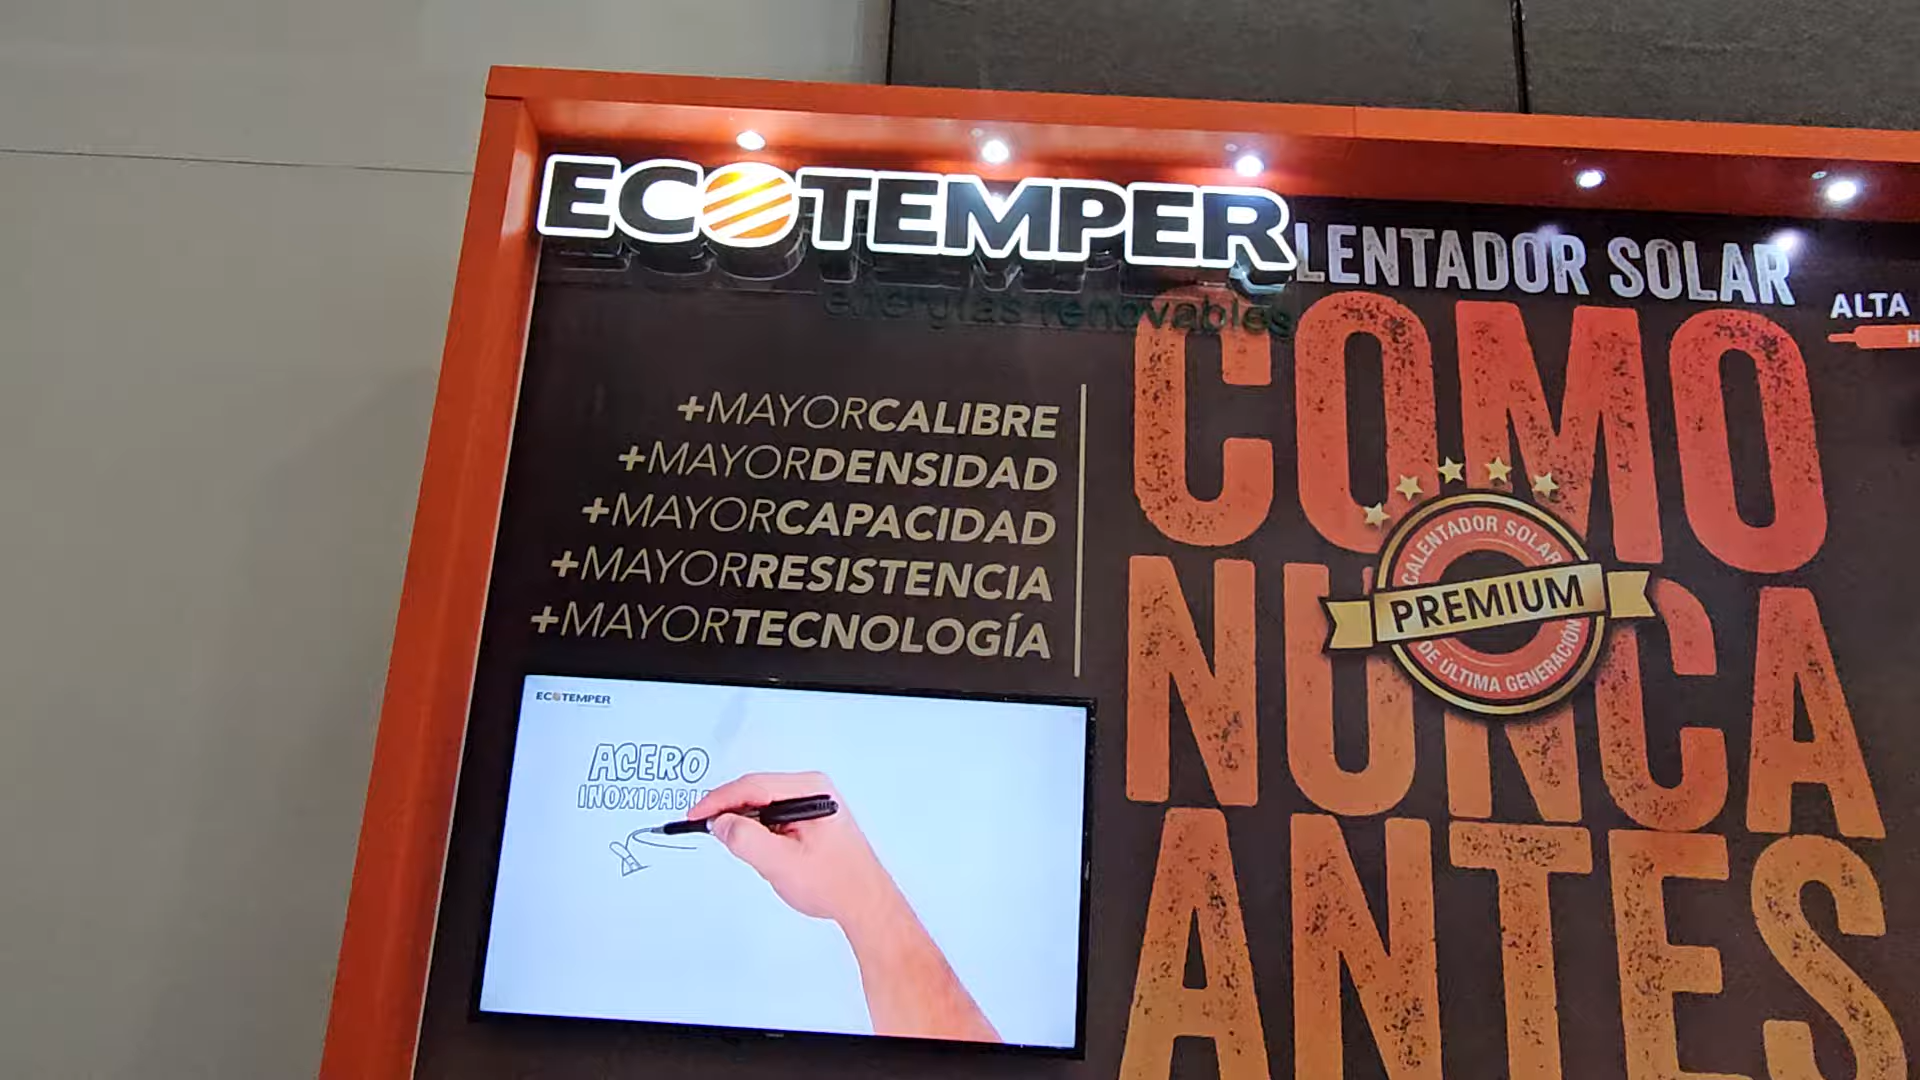 ECOTEMPER
energías renovables
LENTADOR SOLAR
ALTA
COMO
NUNCA
ANTES
CALENTADOR SOLAR
PREMIUM
DE ÚLTIMA GENERACIÓN
+MAYORCALIBRE
+MAYORDENSIDAD
+MAYORCAPACIDAD
+MAYORRESISTENCIA
+MAYORTECNOLOGÍA
ECOTEMPER
ACERO
INOXIDABL